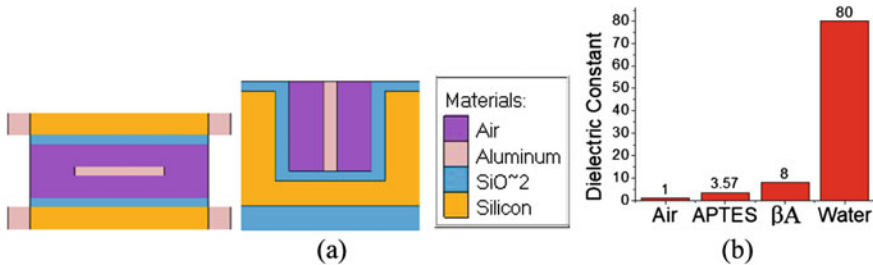 Materials:
Air
Aluminum
SiO~2
Silicon
(a)
Dielectric Constant
80
70
60
50
40
30
20
10
0
1
3.57
8
80
Air
APTES
βA
Water
(b)